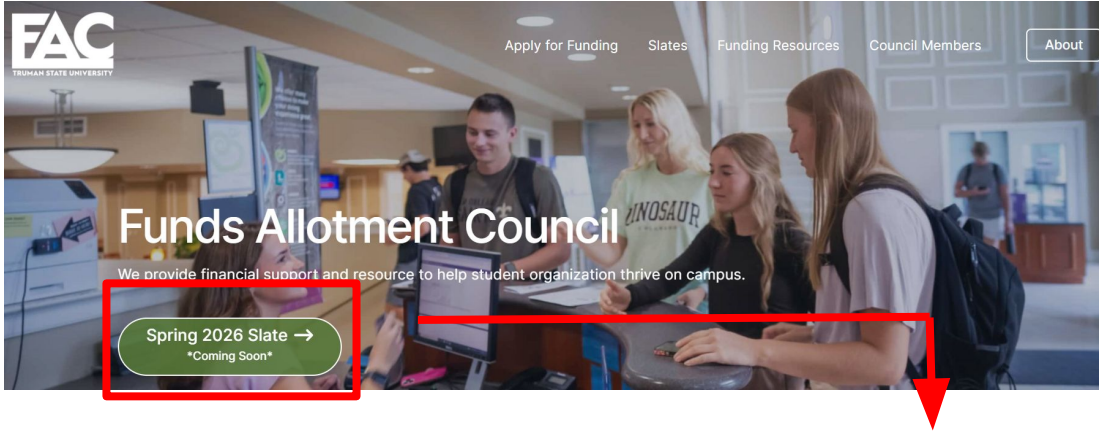 FAC
TRUMAN STATE UNIVERSITY
Apply for Funding
Slates
Funding Resources
Council Members
About
Funds Allotment Council
We provide financial support and resource to help student organization thrive on campus.
Spring 2026 Slate →
*Coming Soon*
INOSAUR